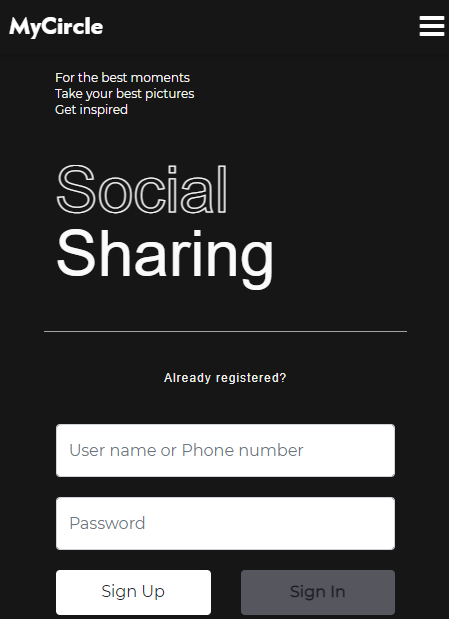 MyCircle
For the best moments
Take your best pictures
Get inspired
Social
Sharing
Already registered?
User name or Phone number
Password
Sign Up
Sign In